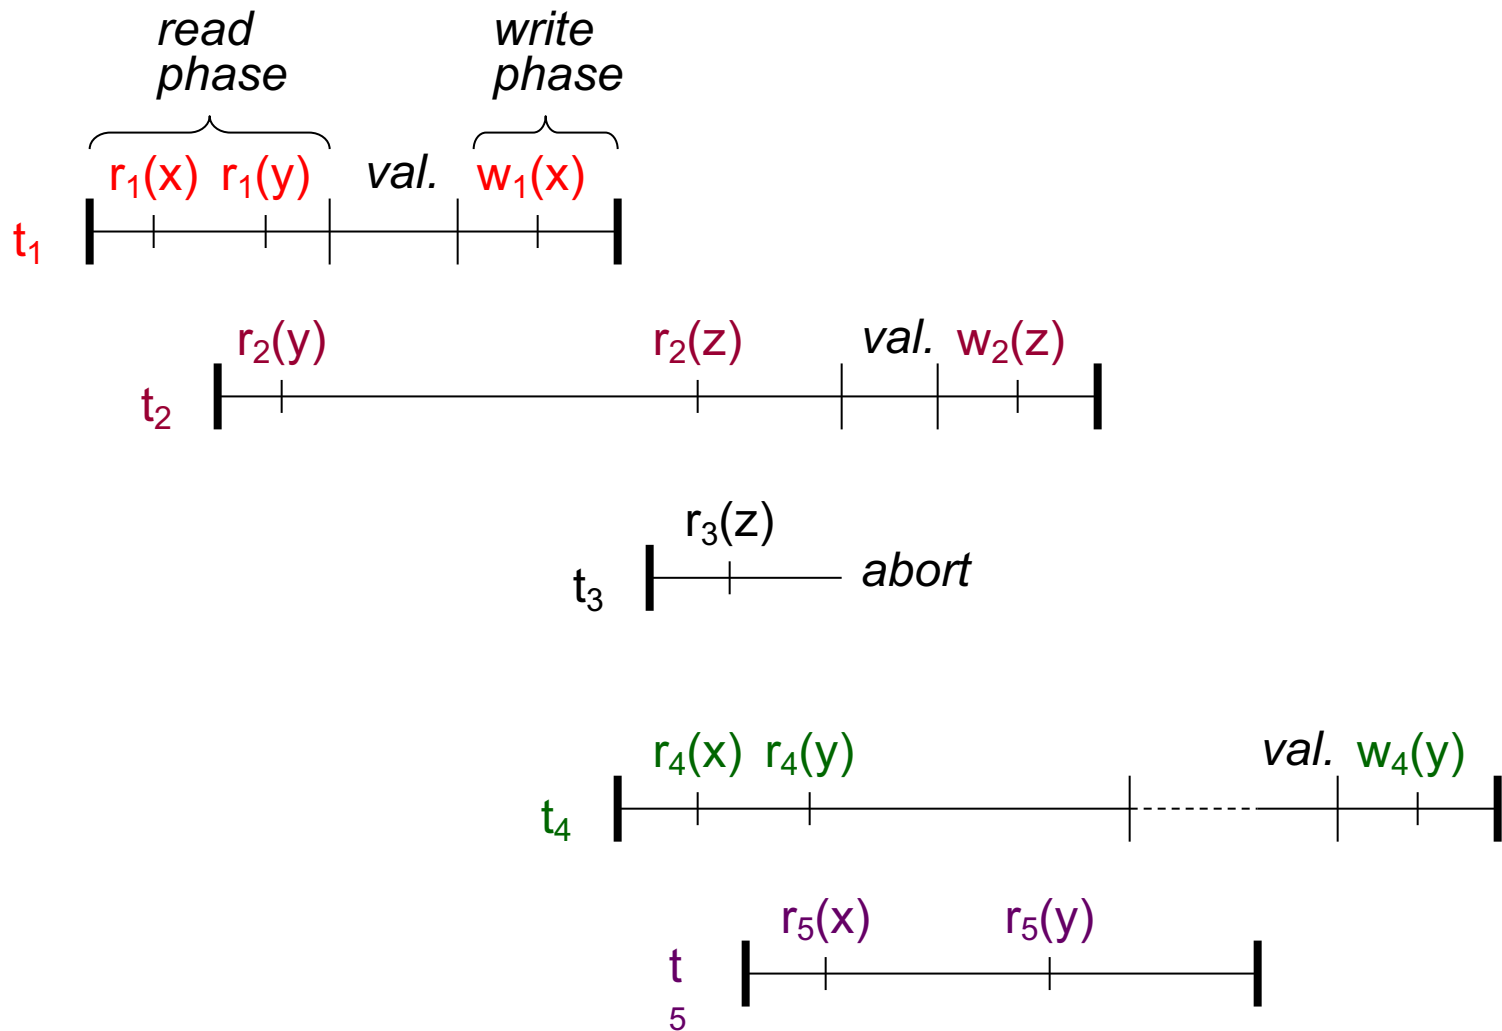 read
phase
write
phase
r₁(x) r₁(y) val. w₁(x)
t₁
r₂(y) r₂(z) val. w₂(z)
t₂
r₃(z)
t₃ abort
r₄(x) r₄(y) val. w₄(y)
t₄
r₅(x) r₅(y)
t
5